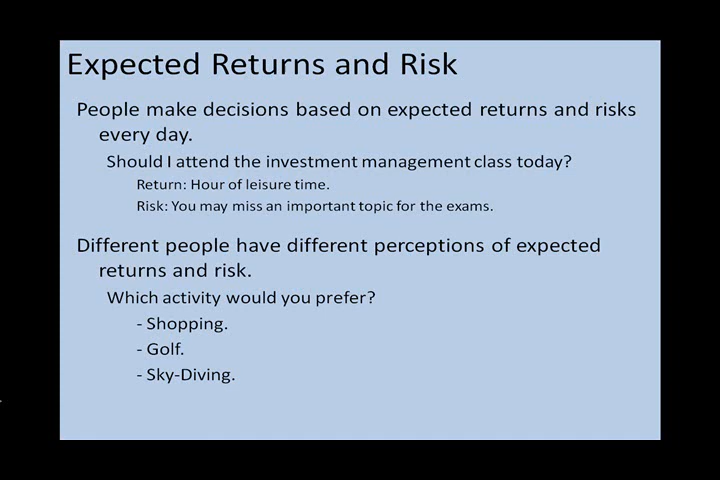 Expected Returns and Risk
People make decisions based on expected returns and risks
every day.
Should I attend the investment management class today?
Return: Hour of leisure time.
Risk: You may miss an important topic for the exams.
Different people have different perceptions of expected
returns and risk.
Which activity would you prefer?
- Shopping.
- Golf.
- Sky-Diving.